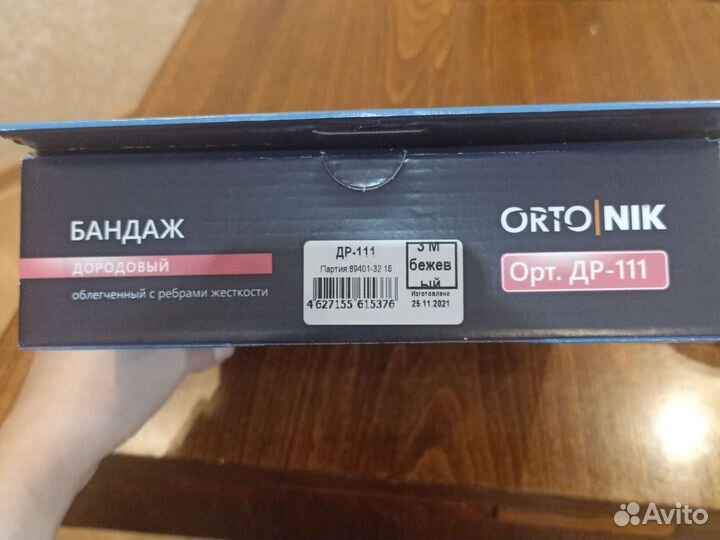 БАНДАЖ
ДОРОДОВЫЙ
облегченный с ребрами жесткости
ДР-111
Партия:89401-32 18
4 627155 615376
3 М
бежев
ый
Изготовлено
25.11.2021
ORTO|NIK
Орт. ДР-111
Avito